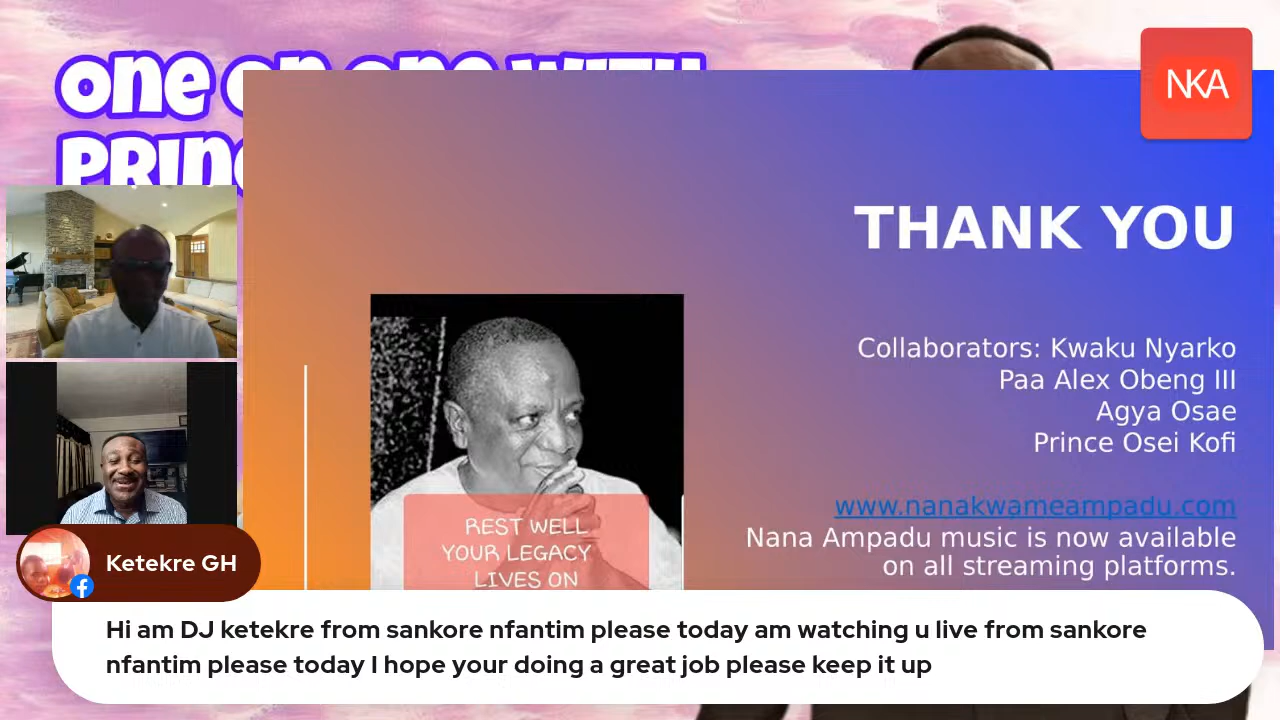 one on one with
PRINC
NKA
THANK YOU
Collaborators: Kwaku Nyarko
Paa Alex Obeng III
Agya Osae
Prince Osei Kofi
www.nanakwameampadu.com
Nana Ampadu music is now available
on all streaming platforms.
REST WELL
YOUR LEGACY
LIVES ON
Ketekre GH
Hi am DJ ketekre from sankore nfantim please today am watching u live from sankore
nfantim please today I hope your doing a great job please keep it up